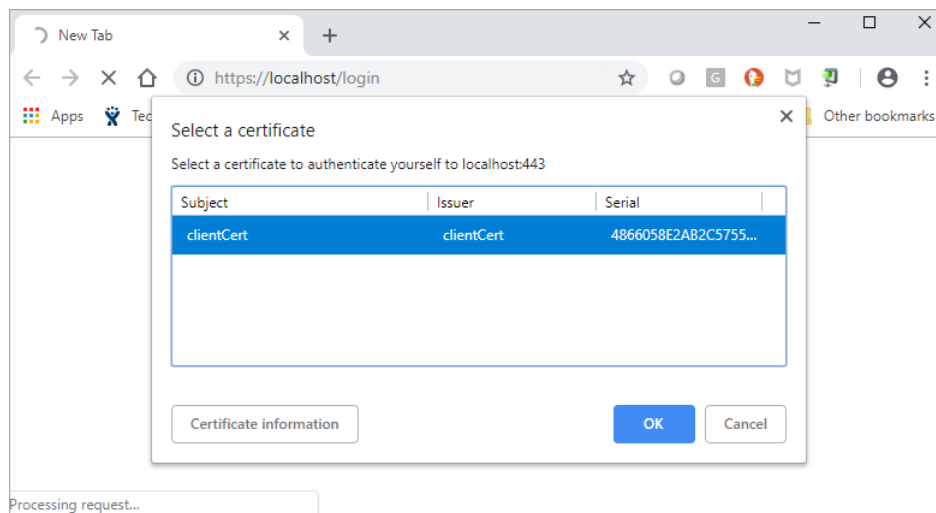 New Tab
https://localhost/login
G
Apps
Tec
Other bookmarks
Select a certificate
Select a certificate to authenticate yourself to localhost:443
Subject Issuer Serial
clientCert clientCert 4866058E2AB2C5755...
Certificate information
OK Cancel
Processing request...